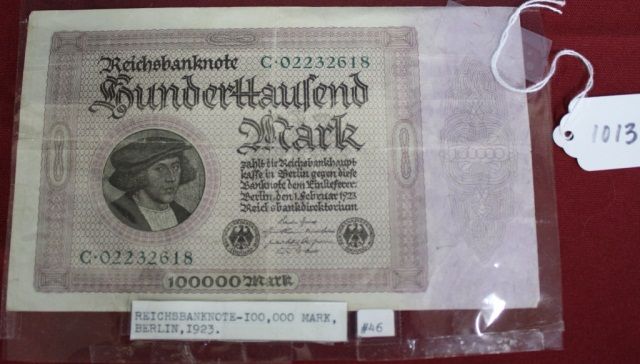 Reichsbanknote C·02232618
Hunderttausend
Mark
zahlt die Reichsbankhaupt-
kasse in Berlin gegen diese
Banknote dem Einlieferer.
Berlin, den 1. Februar 1923
Reichsbankdirektorium
C·02232618
100000 Mark
REICHSBANKNOTE-100,000 MARK,
BERLIN,1923.
#46
1013